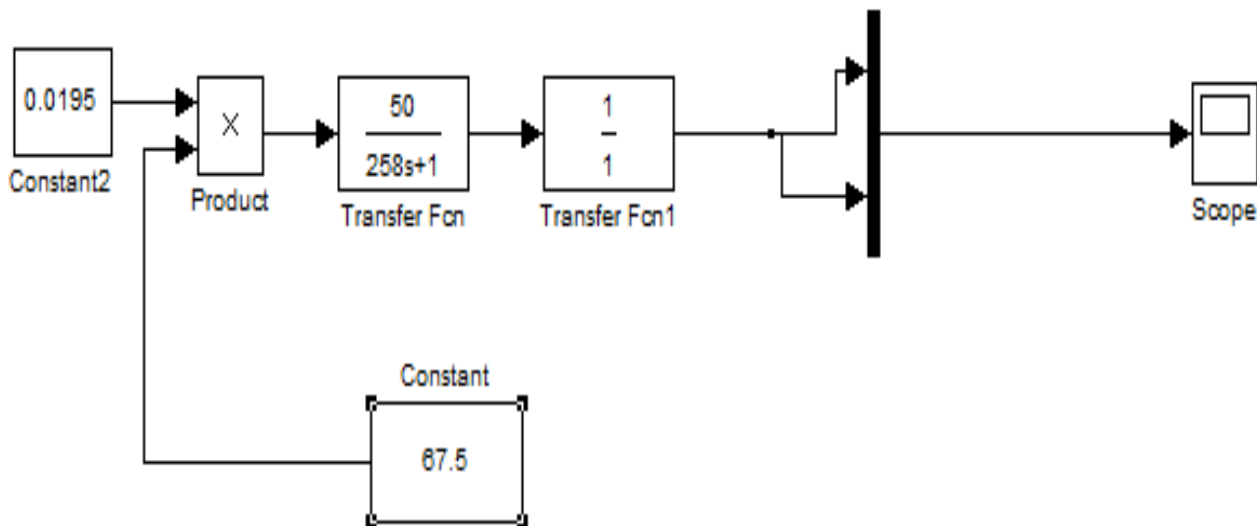 0.0195
Constant2
X
Product
50
258s+1
Transfer Fcn
1
1
Transfer Fcn1
Scope
Constant
67.5